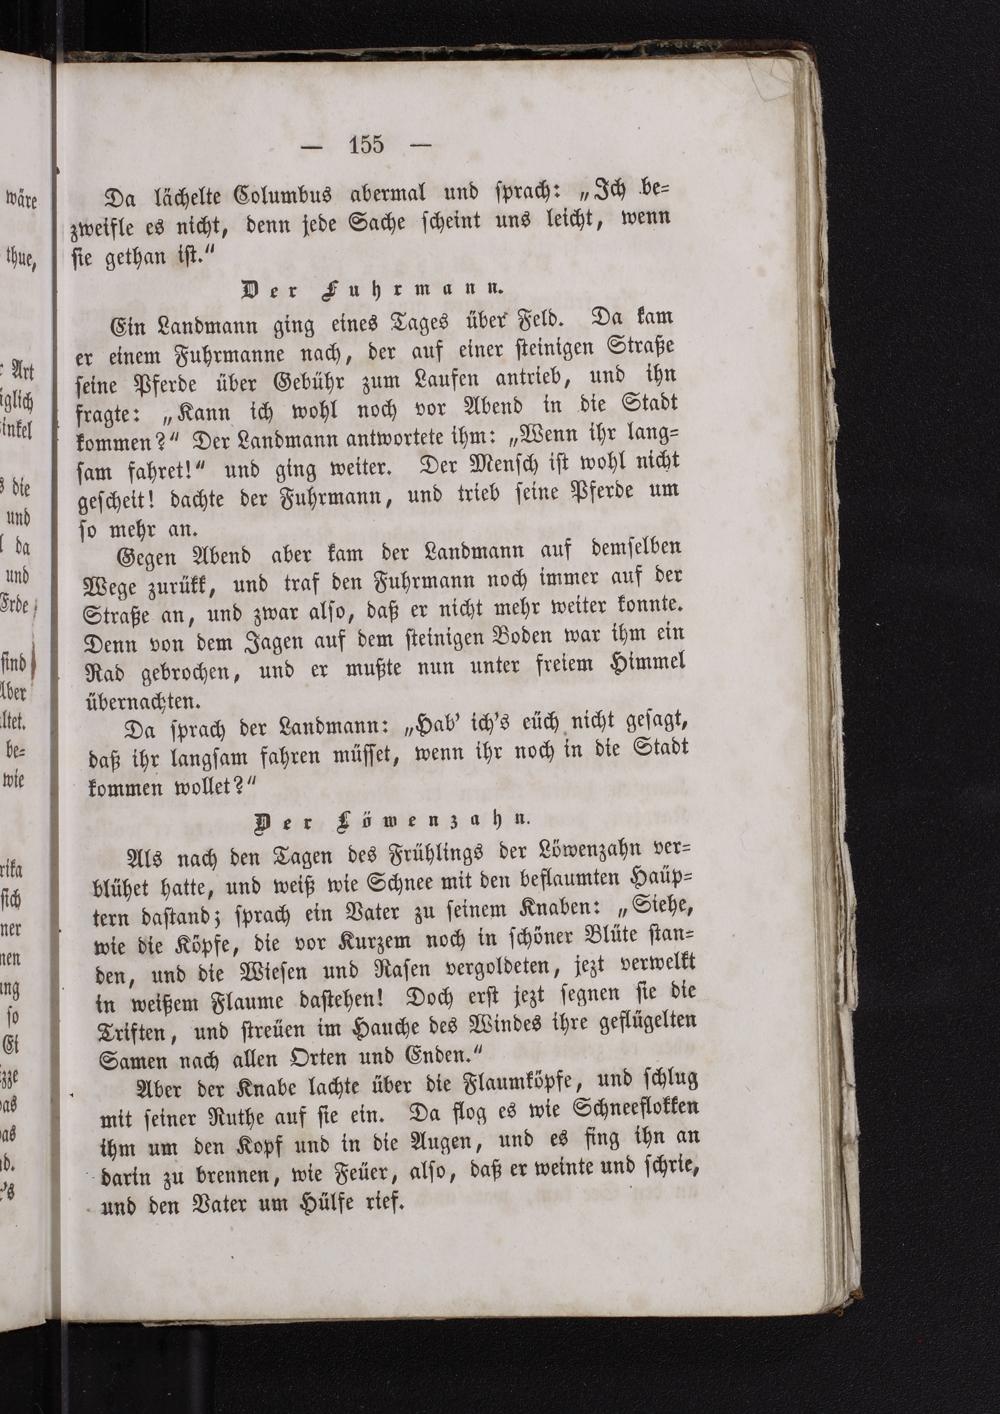 — 155 —
Da lächelte Columbus abermal und sprach: „Ich be=
zweifle es nicht, denn jede Sache scheint uns leicht, wenn
sie gethan ist.“
Der Fuhrmann.
Ein Landmann ging eines Tages über Feld. Da kam
er einem Fuhrmanne nach, der auf einer steinigen Straße
seine Pferde über Gebühr zum Laufen antrieb, und ihn
fragte: „Kann ich wohl noch vor Abend in die Stadt
kommen?“ Der Landmann antwortete ihm: „Wenn ihr lang=
sam fahret!“ und ging weiter. Der Mensch ist wohl nicht
gescheit! dachte der Fuhrmann, und trieb seine Pferde um
so mehr an.
Gegen Abend aber kam der Landmann auf demselben
Wege zurükk, und traf den Fuhrmann noch immer auf der
Straße an, und zwar also, daß er nicht mehr weiter konnte.
Denn von dem Jagen auf dem steinigen Boden war ihm ein
Rad gebrochen, und er mußte nun unter freiem Himmel
übernachten.
Da sprach der Landmann: „Hab' ich's eüch nicht gesagt,
daß ihr langsam fahren müsset, wenn ihr noch in die Stadt
kommen wollet?“
Der Löwenzahn.
Als nach den Tagen des Frühlings der Löwenzahn ver=
blühet hatte, und weiß wie Schnee mit den beflaumten Haüp=
tern dastand; sprach ein Vater zu seinem Knaben: „Siehe,
wie die Köpfe, die vor Kurzem noch in schöner Blüte stan=
den, und die Wiesen und Rasen vergoldeten, jezt verwelkt
in weißem Flaume dastehen! Doch erst jezt segnen sie die
Triften, und streüen im Hauche des Windes ihre geflügelten
Samen nach allen Orten und Enden.“
Aber der Knabe lachte über die Flaumköpfe, und schlug
mit seiner Ruthe auf sie ein. Da flog es wie Schneeflokken
ihm um den Kopf und in die Augen, und es fing ihn an
darin zu brennen, wie Feüer, also, daß er weinte und schrie,
und den Vater um Hülfe rief.